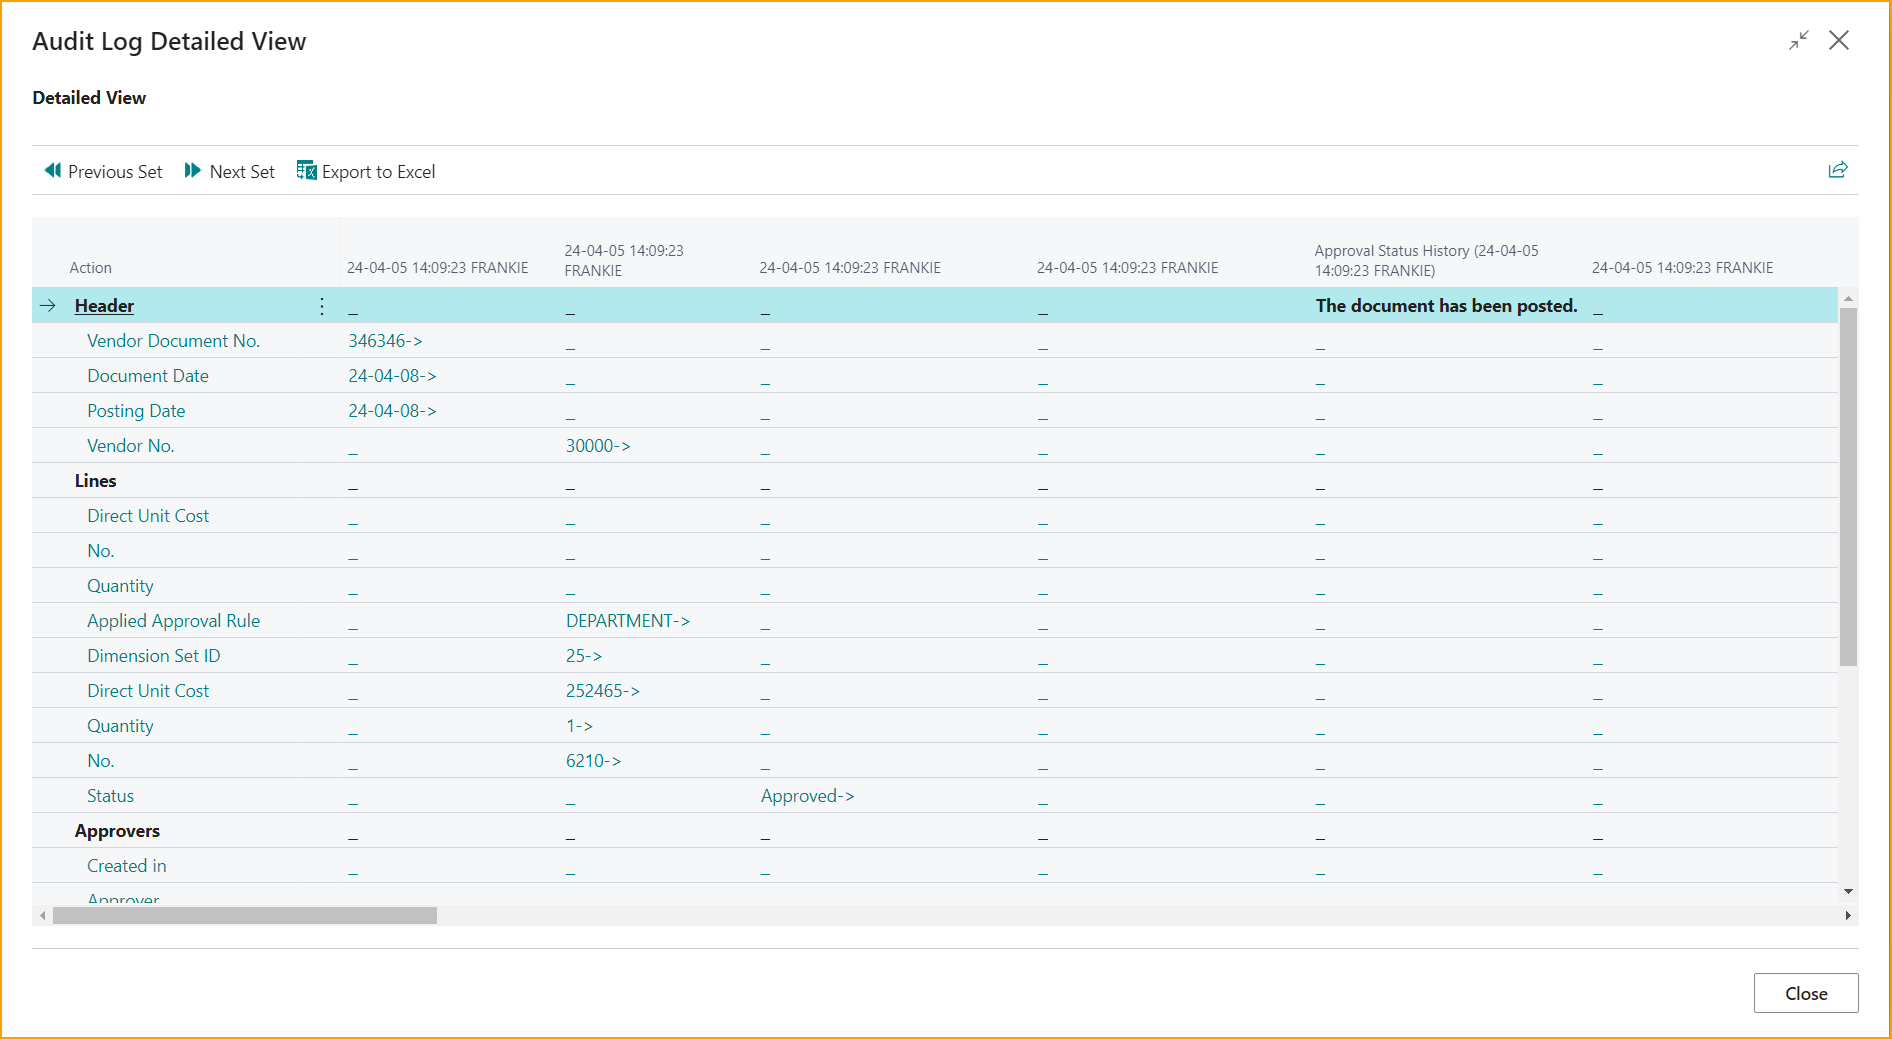 Audit Log Detailed View
Detailed View
Previous Set Next Set Export to Excel
Action 24-04-05 14:09:23 FRANKIE 24-04-05 14:09:23 FRANKIE 24-04-05 14:09:23 FRANKIE 24-04-05 14:09:23 FRANKIE Approval Status History (24-04-05 14:09:23 FRANKIE) 24-04-05 14:09:23 FRANKIE
Header _ _ _ _ The document has been posted. _
Vendor Document No. 346346-> _ _ _ _ _
Document Date 24-04-08-> _ _ _ _ _
Posting Date 24-04-08-> _ _ _ _ _
Vendor No. _ 30000-> _ _ _ _
Lines _ _ _ _ _ _
Direct Unit Cost _ _ _ _ _ _
No. _ _ _ _ _ _
Quantity _ _ _ _ _ _
Applied Approval Rule _ DEPARTMENT-> _ _ _ _
Dimension Set ID _ 25-> _ _ _ _
Direct Unit Cost _ 252465-> _ _ _ _
Quantity _ 1-> _ _ _ _
No. _ 6210-> _ _ _ _
Status _ _ Approved-> _ _ _
Approvers _ _ _ _ _ _
Created in _ _ _ _ _ _
Approver
Close